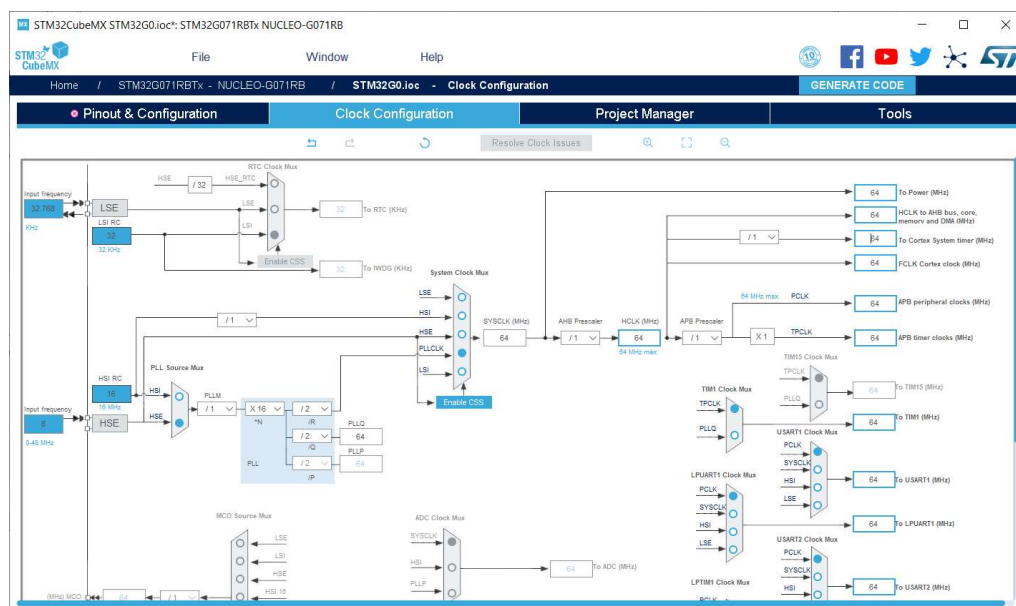 MX STM32CubeMX STM32G0.ioc*: STM32G071RBTx NUCLEO-G071RB
STM32 CubeMX
File Window Help
10
Home / STM32G071RBTx - NUCLEO-G071RB / STM32G0.ioc - Clock Configuration GENERATE CODE
Pinout & Configuration Clock Configuration Project Manager Tools
Resolve Clock Issues
RTC Clock Mux
HSE / 32 HSE_RTC
Input frequency
32.768
KHz
LSE
LSE
32 To RTC (KHz)
LSI RC
32
32 KHz
LSI
Enable CSS
32 To IWDG (KHz)
64 To Power (MHz)
64 HCLK to AHB bus, core,
memory and DMA (MHz)
/ 1 64 To Cortex System timer (MHz)
64 FCLK Cortex clock (MHz)
System Clock Mux
LSE
HSI
HSE
PLLCLK
LSI
Enable CSS
/ 1
SYSCLK (MHz)
64
AHB Prescaler
/ 1
HCLK (MHz)
64
64 MHz max
APB Prescaler
/ 1
64 MHz max PCLK
64 APB peripheral clocks (MHz)
X 1 TPCLK
64 APB timer clocks (MHz)
PLL Source Mux
HSI RC
16
16 MHz
HSI
HSE
Input frequency
8
0-48 MHz
HSE
PLLM
/ 1
X 16
*N
/ 2
/R
/ 2
/Q
PLLQ
64
/ 2
/P
PLLP
64
PLL
TIM15 Clock Mux
TPCLK
PLLQ
64 To TIM15 (MHz)
TIM1 Clock Mux
TPCLK
PLLQ
64 To TIM1 (MHz)
USART1 Clock Mux
PCLK
SYSCLK
HSI
LSE
64 To USART1 (MHz)
LPUART1 Clock Mux
PCLK
SYSCLK
HSI
LSE
64 To LPUART1 (MHz)
USART2 Clock Mux
PCLK
SYSCLK
HSI
64 To USART2 (MHz)
LPTIM1 Clock Mux
PCLK
MCO Source Mux
LSE
LSI
HSE
HSI 16
(MHz) MCO 64 / 1
ADC Clock Mux
SYSCLK
HSI
PLLP
64 To ADC (MHz)